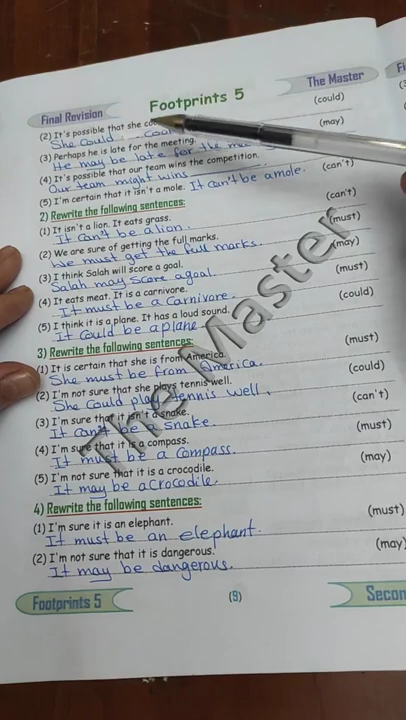 Final Revision
Footprints 5
The Master
(2) It's possible that she (could)
She could
(3) Perhaps he is late for the meeting. (may)
He may be late for the
(4) It's possible that our team wins the competition.
Our team might wins
(5) I'm certain that it isn't a mole. It can't be a mole. (can't)
2) Rewrite the following sentences:
(1) It isn't a lion. It eats grass. (can't)
It can't be a lion.
(2) We are sure of getting the full marks. (must)
We must get the full marks.
(3) I think Salah will score a goal. (may)
Salah may score a goal.
(4) It eats meat. It is a carnivore. (must)
It must be a carnivore.
(5) I think it is a plane. It has a loud sound. (could)
It could be a plane
3) Rewrite the following sentences:
(1) It is certain that she is from America. (must)
She must be from America.
(2) I'm not sure that she plays tennis well. (could)
She could play tennis well.
(3) I'm sure that it isn't a snake. (can't)
It can't be a snake.
(4) I'm sure that it is a compass. (must)
It must be a compass.
(5) I'm not sure that it is a crocodile. (may)
It may be a crocodile.
4) Rewrite the following sentences:
(1) I'm sure it is an elephant. (must)
It must be an elephant.
(2) I'm not sure that it is dangerous. (may)
It may be dangerous.
Footprints 5
(9)
Secon
The Master